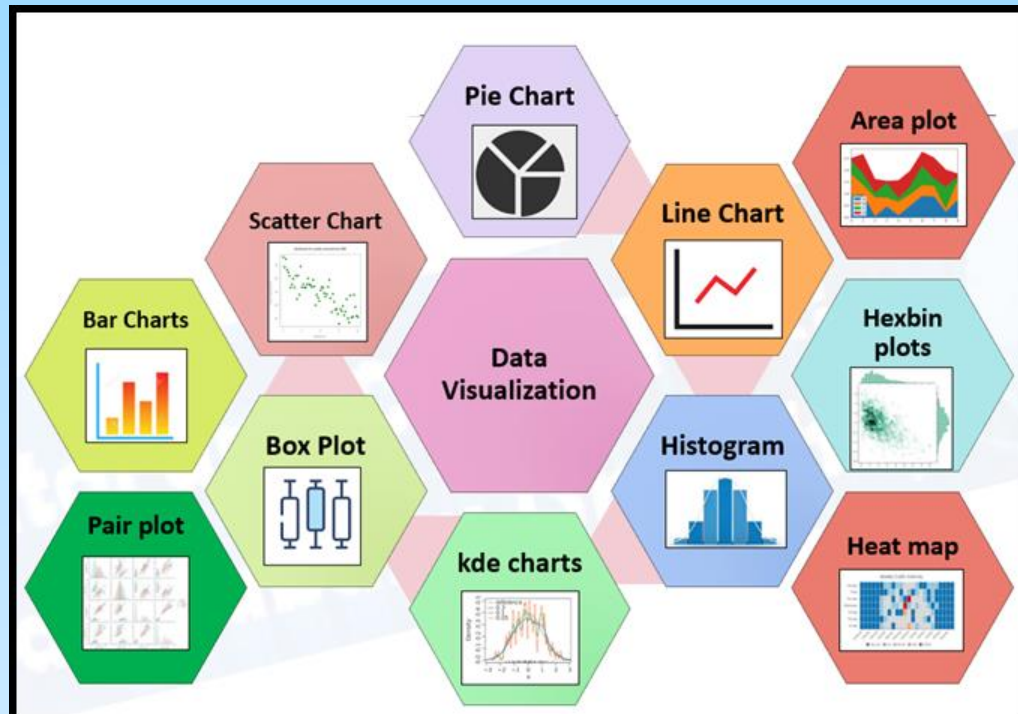 Pie Chart
Area plot
Scatter Chart
Line Chart
Bar Charts
Hexbin
plots
Data
Visualization
Box Plot
Histogram
Pair plot
kde charts
Heat map
Density